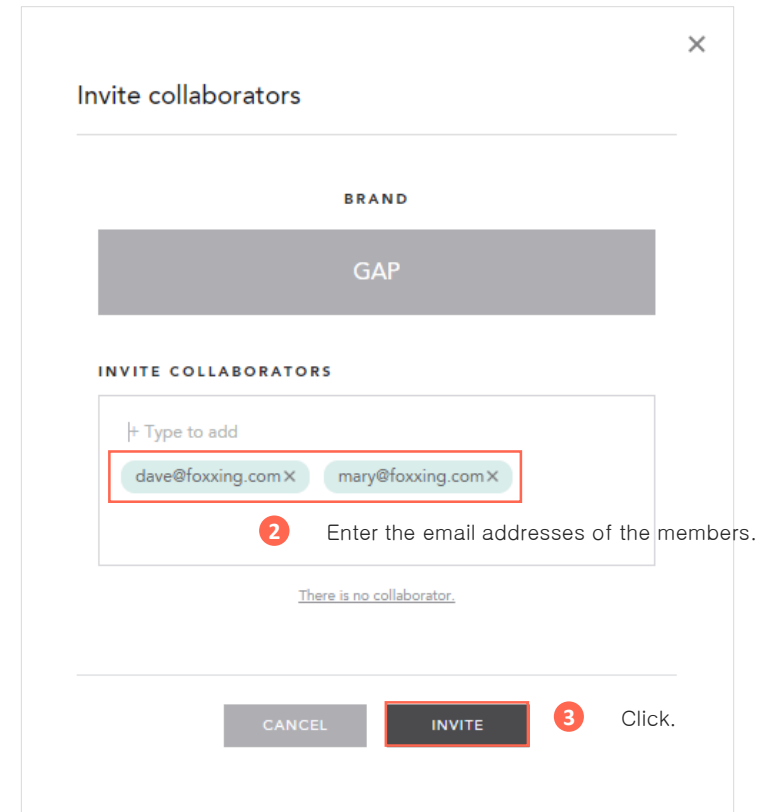 ×
Invite collaborators
BRAND
GAP
INVITE COLLABORATORS
+ Type to add
dave@foxxing.com× mary@foxxing.com×
2 Enter the email addresses of the members.
There is no collaborator.
CANCEL INVITE 3 Click.